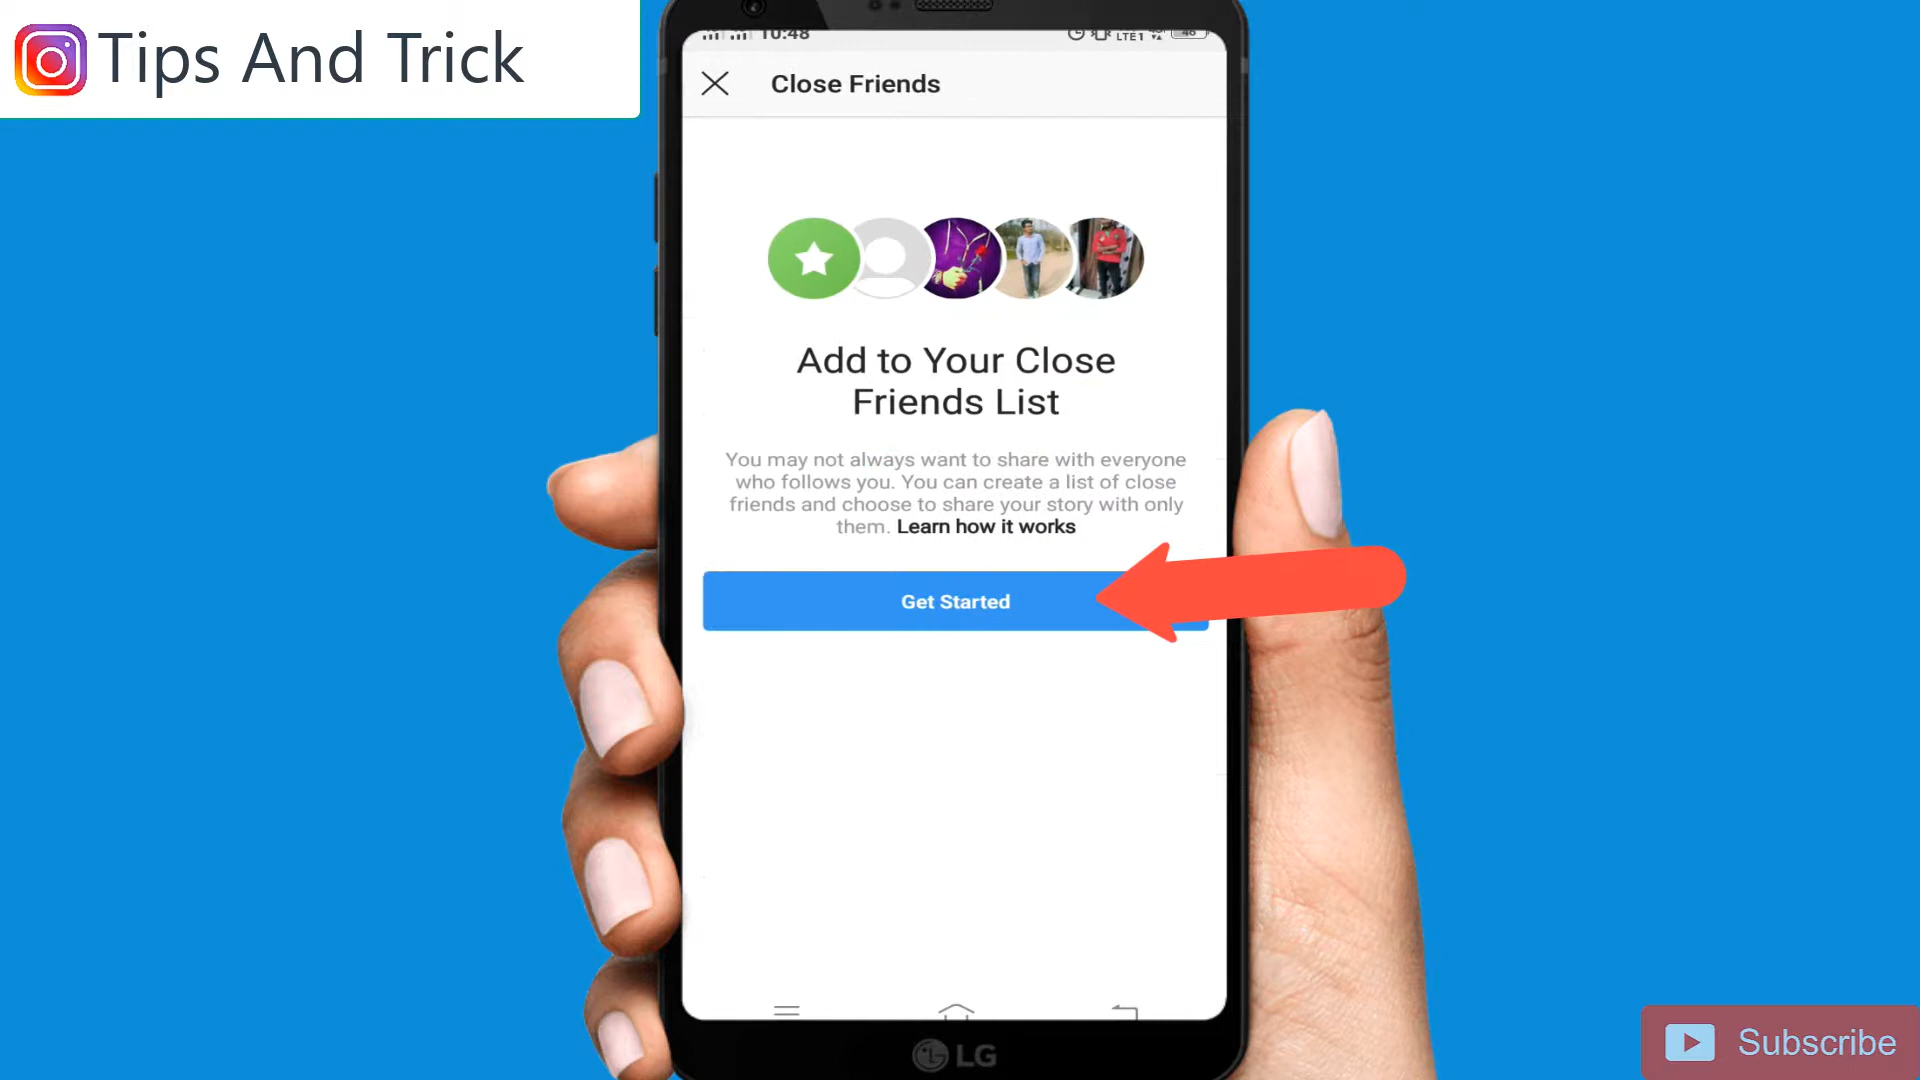 Tips And Trick
10:48
LTE1
46
Close Friends
Add to Your Close
Friends List
You may not always want to share with everyone
who follows you. You can create a list of close
friends and choose to share your story with only
them. Learn how it works
Get Started
LG
Subscribe